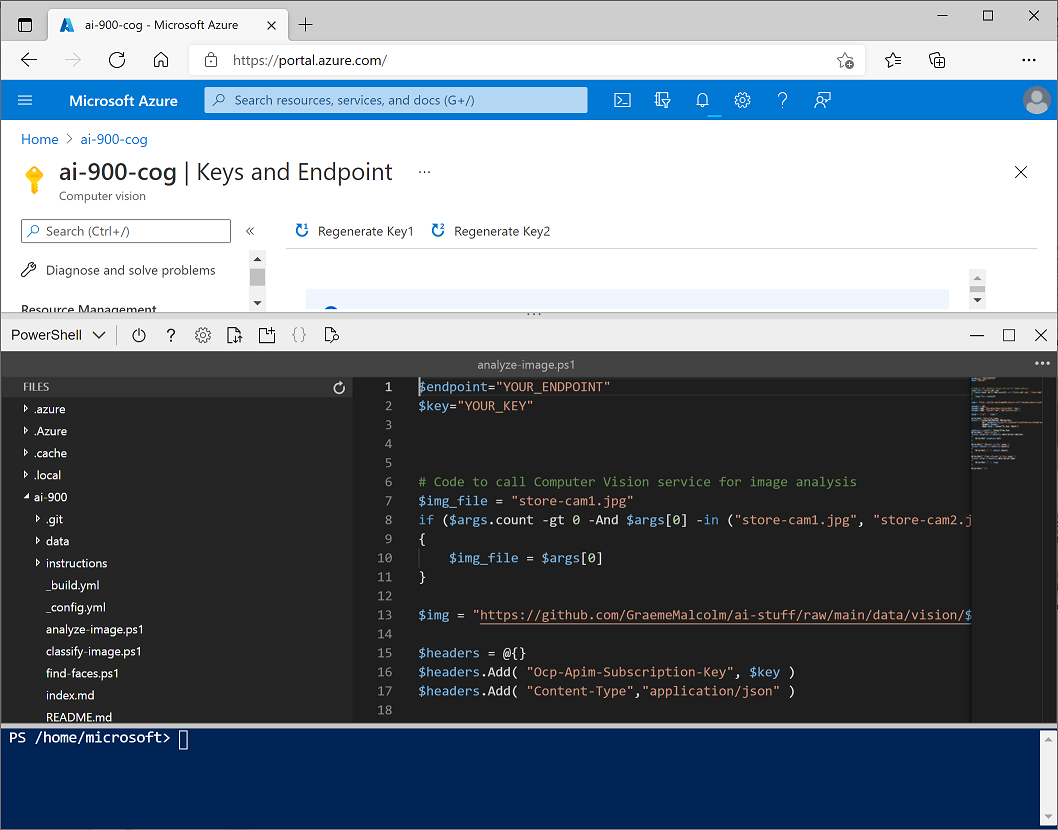 ai-900-cog - Microsoft Azure
https://portal.azure.com/
Microsoft Azure
Search resources, services, and docs (G+/)
Home > ai-900-cog
ai-900-cog | Keys and Endpoint ...
Computer vision
Search (Ctrl+/)
«
Regenerate Key1
Regenerate Key2
Diagnose and solve problems
Resource Management
PowerShell
?
{}
analyze-image.ps1
FILES
.azure
.Azure
.cache
.local
ai-900
.git
data
instructions
_build.yml
_config.yml
analyze-image.ps1
classify-image.ps1
find-faces.ps1
index.md
README.md
1 $endpoint="YOUR_ENDPOINT"
2 $key="YOUR_KEY"
3
4
5
6 # Code to call Computer Vision service for image analysis
7 $img_file = "store-cam1.jpg"
8 if ($args.count -gt 0 -And $args[0] -in ("store-cam1.jpg", "store-cam2.j
9 {
10 $img_file = $args[0]
11 }
12
13 $img = "https://github.com/GraemeMalcolm/ai-stuff/raw/main/data/vision/$
14
15 $headers = @{}
16 $headers.Add( "Ocp-Apim-Subscription-Key", $key )
17 $headers.Add( "Content-Type","application/json" )
18
PS /home/microsoft>